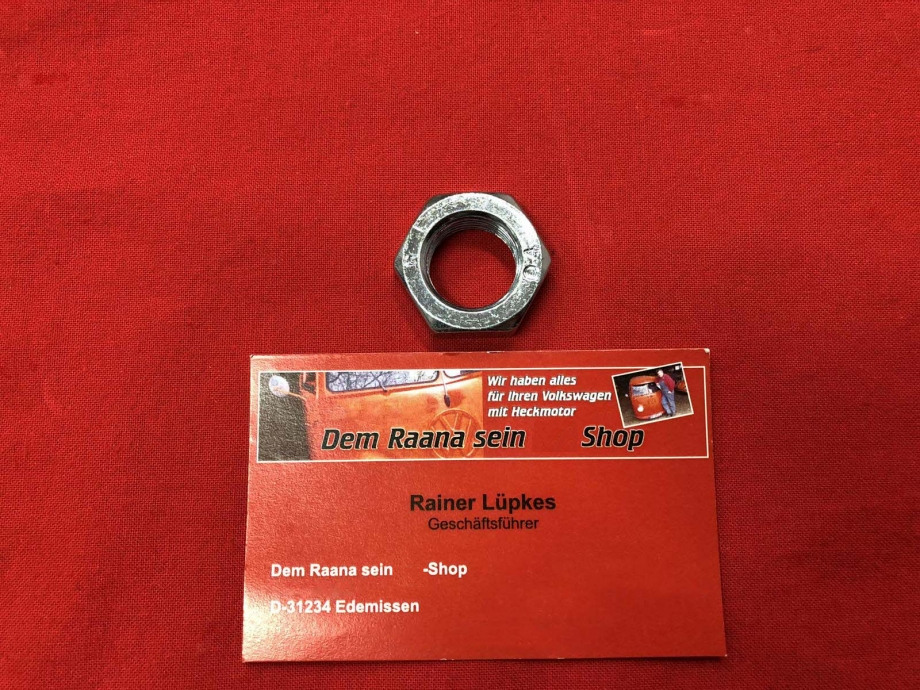 Wir haben alles
für Ihren Volkswagen
mit Heckmotor
Dem Raana sein Shop
Rainer Lüpkes
Geschäftsführer
Dem Raana sein -Shop
D-31234 Edemissen